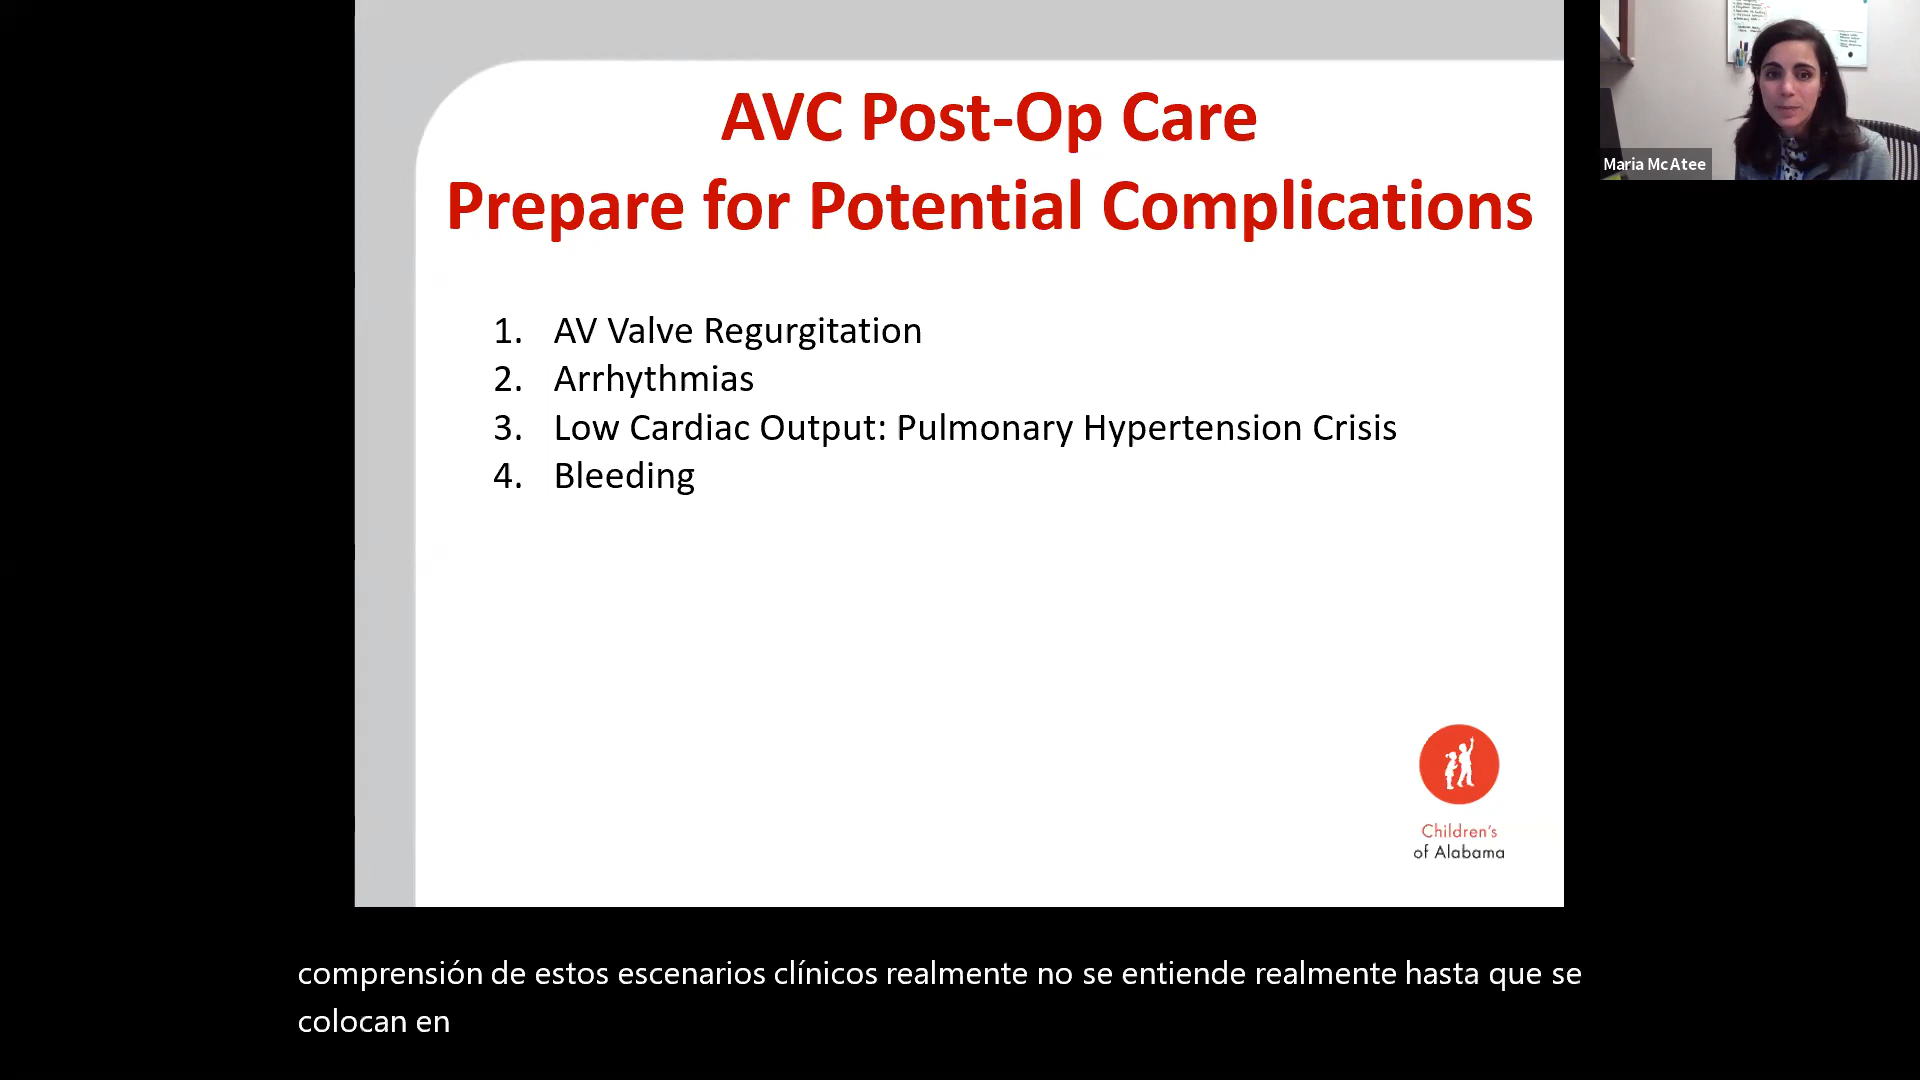 AVC Post-Op Care
Prepare for Potential Complications
1. AV Valve Regurgitation
2. Arrhythmias
3. Low Cardiac Output: Pulmonary Hypertension Crisis
4. Bleeding
Children's
of Alabama
Maria McAtee
comprensión de estos escenarios clínicos realmente no se entiende realmente hasta que se
colocan en